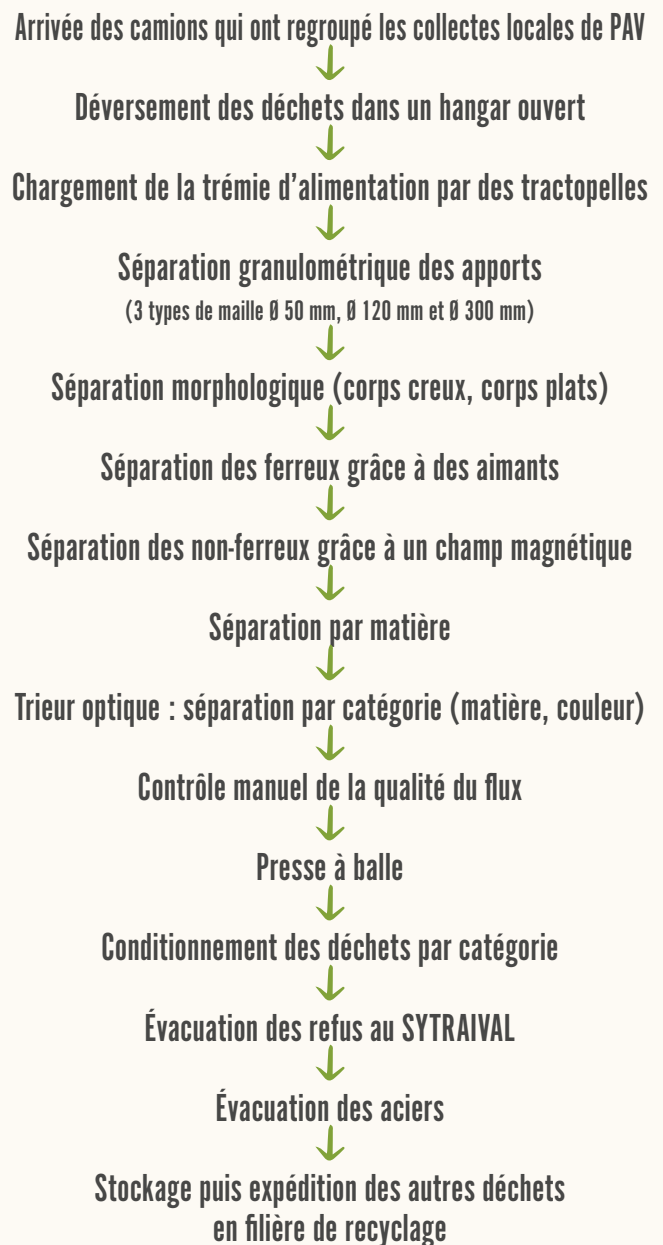 Arrivée des camions qui ont regroupé les collectes locales de PAV
Déversement des déchets dans un hangar ouvert
Chargement de la trémie d'alimentation par des tractopelles
Séparation granulométrique des apports
(3 types de maille Ø 50 mm, Ø 120 mm et Ø 300 mm)
Séparation morphologique (corps creux, corps plats)
Séparation des ferreux grâce à des aimants
Séparation des non-ferreux grâce à un champ magnétique
Séparation par matière
Trieur optique : séparation par catégorie (matière, couleur)
Contrôle manuel de la qualité du flux
Presse à balle
Conditionnement des déchets par catégorie
Évacuation des refus au SYTRAIVAL
Évacuation des aciers
Stockage puis expédition des autres déchets
en filière de recyclage